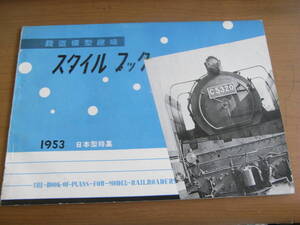 鉄道模型趣味
スタイル ブック
C5320
1953 日本型特集
THE-BOOK-OF-PLANS-FOR-MODEL-RAILROADER